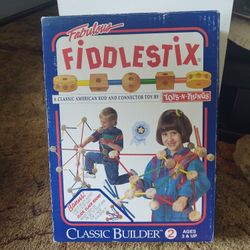 Fabulous
FIDDLESTIX
A CLASSIC AMERICAN ROD AND CONNECTOR TOY BY TOYS-N-THINGS
CLASSIC BUILDER 2 AGES
3 & UP